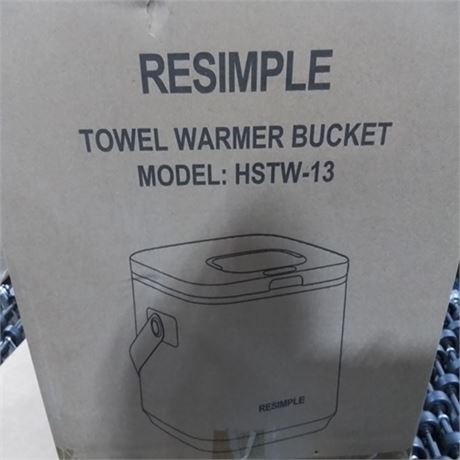 RESIMPLE
TOWEL WARMER BUCKET
MODEL: HSTW-13
RESIMPLE